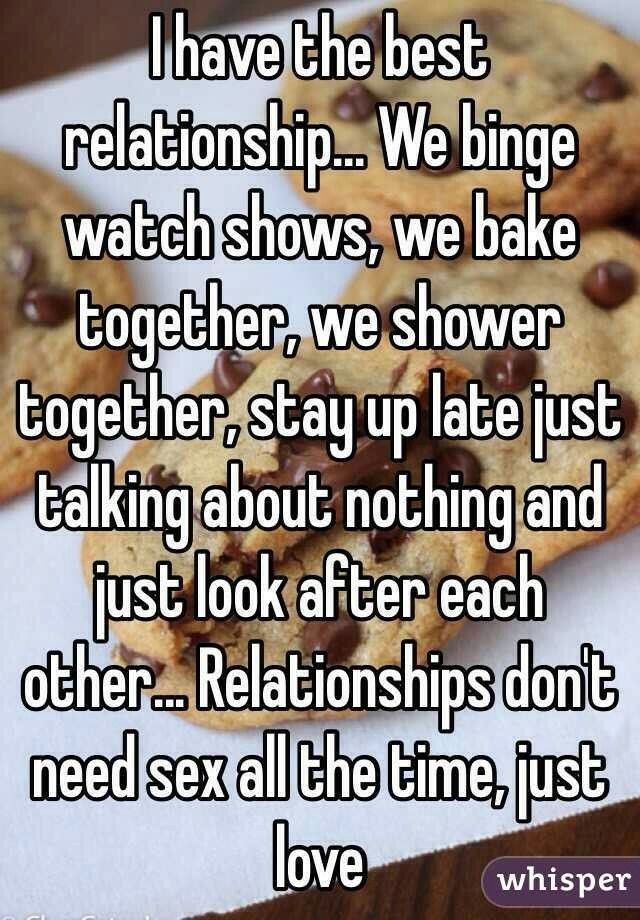 I have the best
relationship... We binge
watch shows, we bake
together, we shower
together, stay up late just
talking about nothing and
just look after each
other... Relationships don't
need sex all the time, just
love
whisper